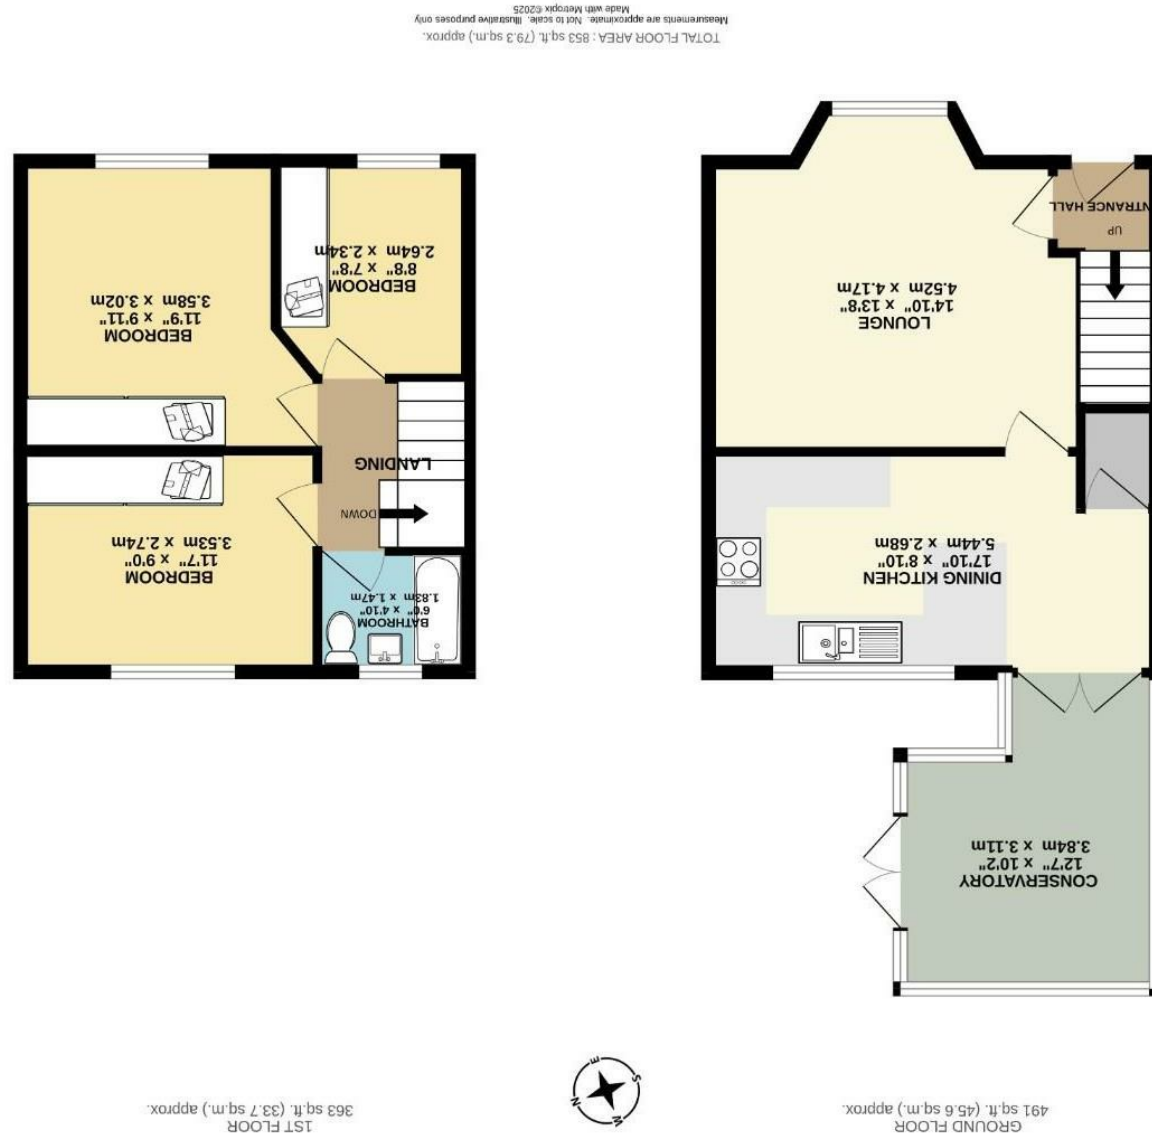 GROUND FLOOR
491 sq.ft. (45.6 sq.m.) approx.
1ST FLOOR
363 sq.ft. (33.7 sq.m.) approx.
N
E
S
W
CONSERVATORY
12'7" x 10'2"
3.84m x 3.11m
DINING KITCHEN
17'10" x 8'10"
5.44m x 2.68m
LOUNGE
14'10" x 13'8"
4.52m x 4.17m
UP
NTRANCE HALL
BATHROOM
6'0" x 4'10"
1.83m x 1.47m
BEDROOM
11'7" x 9'0"
3.53m x 2.74m
DOWN
LANDING
BEDROOM
11'9" x 9'11"
3.58m x 3.02m
BEDROOM
8'8" x 7'8"
2.64m x 2.34m
TOTAL FLOOR AREA : 853 sq.ft. (79.3 sq.m.) approx.
Measurements are approximate. Not to scale. Illustrative purposes only
Made with Metropix ©2025